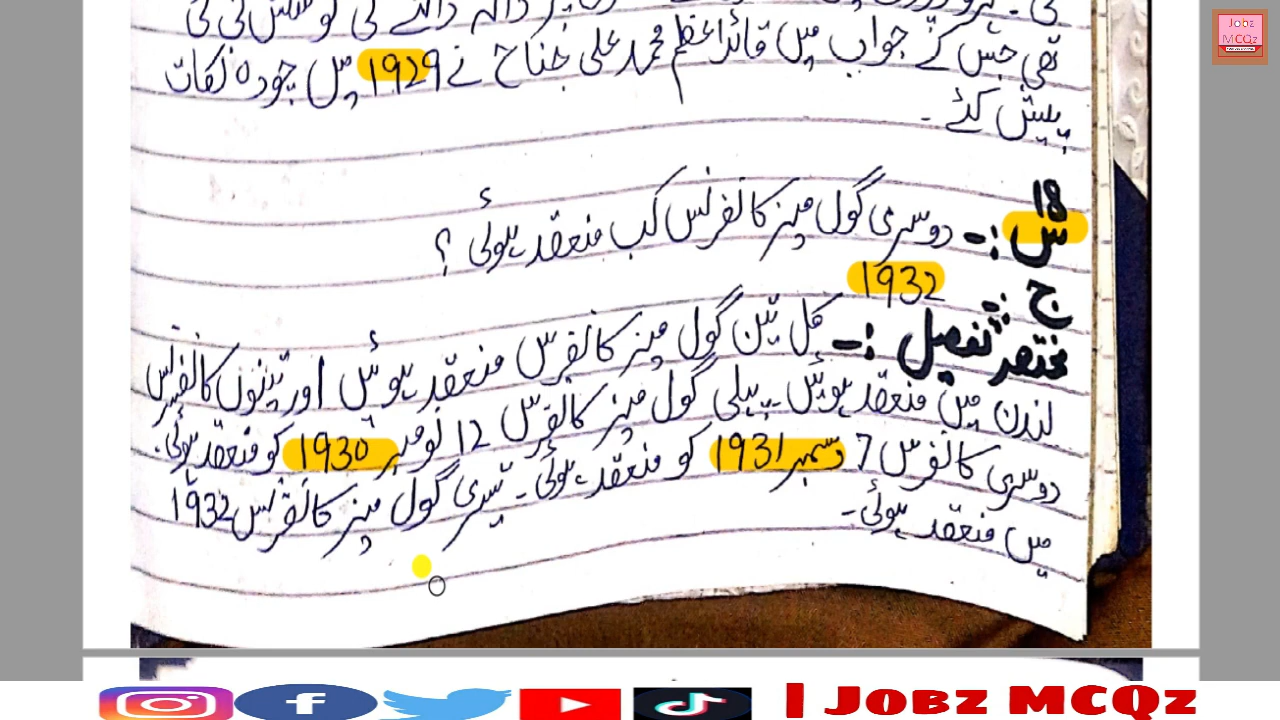 تھی جس کے جواب میں قائداعظم محمد علی جناح نے 1929 میں چودہ نکات
پیش کئے ۔
18
س :۔ دوسری گول میز کانفرنس کب منعقد ہوئی ؟
ج :۔ 1932
مختصر تفصیل :۔ کل تین گول میز کانفرس منعقد ہوئیں اور تینوں کانفرنس
لندن میں منعقد ہوئیں۔ پہلی گول میز کانفرس 12 نومبر 1930 کو منعقد ہوئی۔
دوسری کانفرس 7 دسمبر 1931 کو منعقد ہوئی۔ تیسری گول میز کانفرنس 1932
میں منعقد ہوئی۔
Jobz
MCQz
| Jobz MCQz